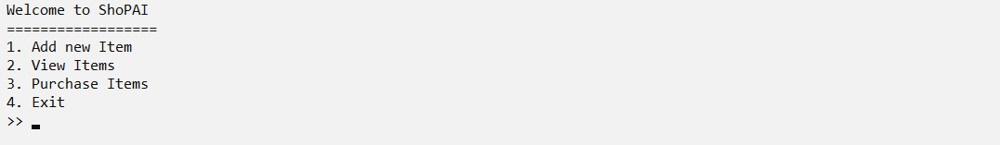 Welcome to ShoPAI
==================
1. Add new Item
2. View Items
3. Purchase Items
4. Exit
>> _